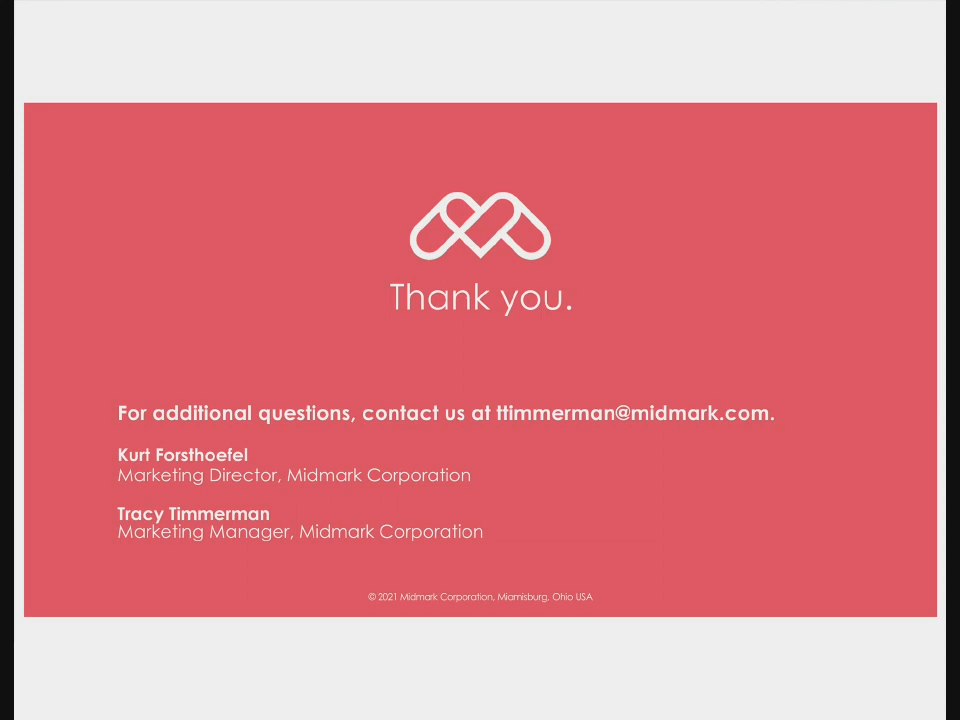 Thank you.
For additional questions, contact us at ttimmerman@midmark.com.
Kurt Forsthoefel
Marketing Director, Midmark Corporation
Tracy Timmerman
Marketing Manager, Midmark Corporation
© 2021 Midmark Corporation, Miamisburg, Ohio USA